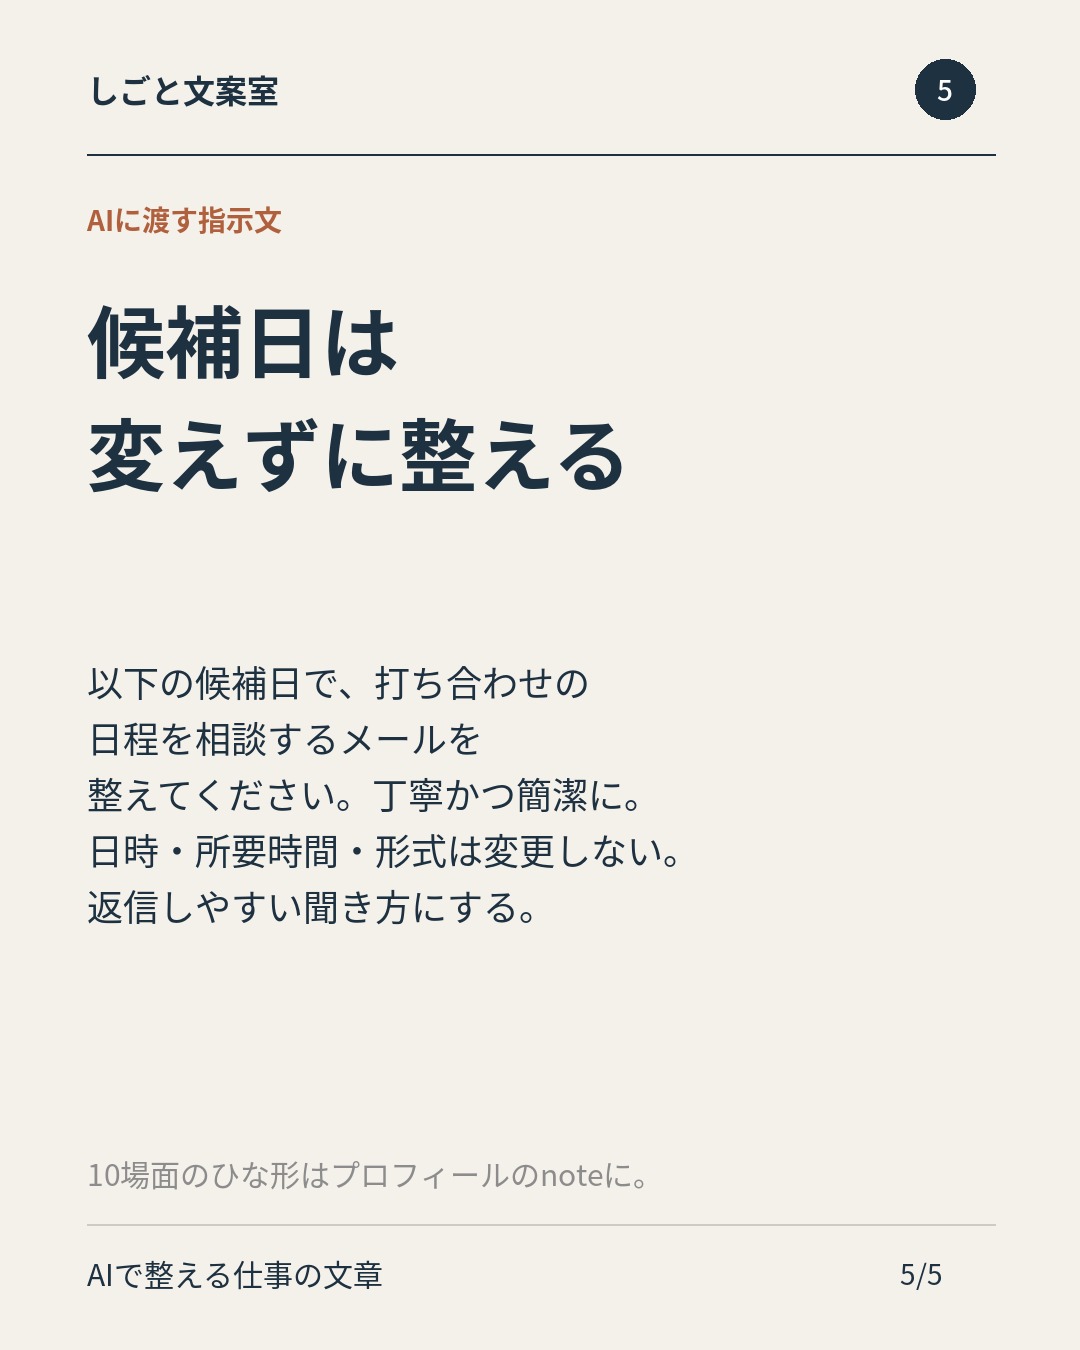 しごと文案室
5
AIに渡す指示文
候補日は
変えずに整える
以下の候補日で、打ち合わせの
日程を相談するメールを
整えてください。丁寧かつ簡潔に。
日時・所要時間・形式は変更しない。
返信しやすい聞き方にする。
10場面のひな形はプロフィールのnoteに。
AIで整える仕事の文章
5/5